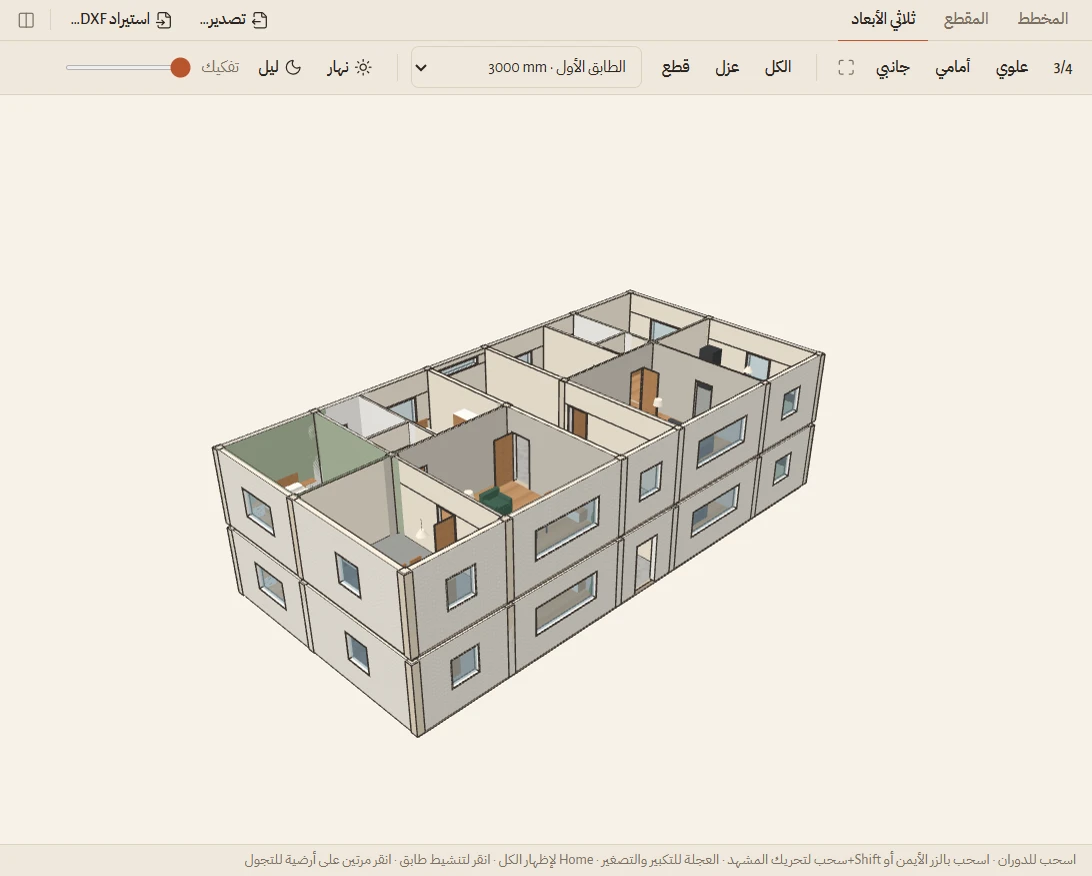 المخطط المقطع ثلاثي الأبعاد تصدير... استيراد DXF...
3/4 علوي أمامي جانبي الكل عزل قطع الطابق الأول · 3000 mm نهار ليل تفكيك
اسحب للدوران · اسحب بالزر الأيمن أو Shift+سحب لتحريك المشهد · العجلة للتكبير والتصغير · Home لإظهار الكل · انقر لتنشيط طابق · انقر مرتين على أرضية للتجول